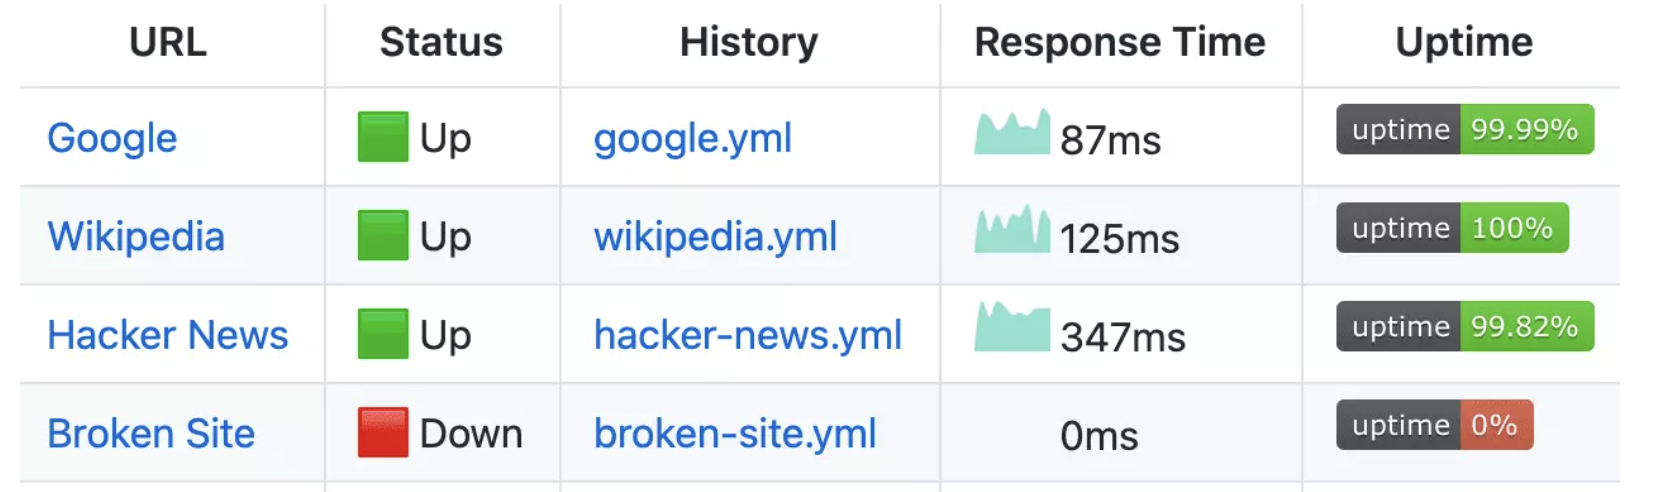 URL Status History Response Time Uptime
Google Up google.yml 87ms uptime 99.99%
Wikipedia Up wikipedia.yml 125ms uptime 100%
Hacker News Up hacker-news.yml 347ms uptime 99.82%
Broken Site Down broken-site.yml 0ms uptime 0%